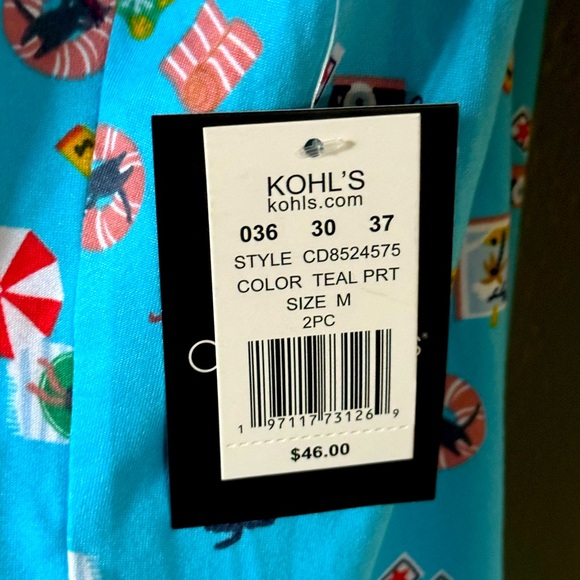 KOHL'S
kohls.com
036 30 37
STYLE CD8524575
COLOR TEAL PRT
SIZE M
2PC
1 97117 73126 9
$46.00